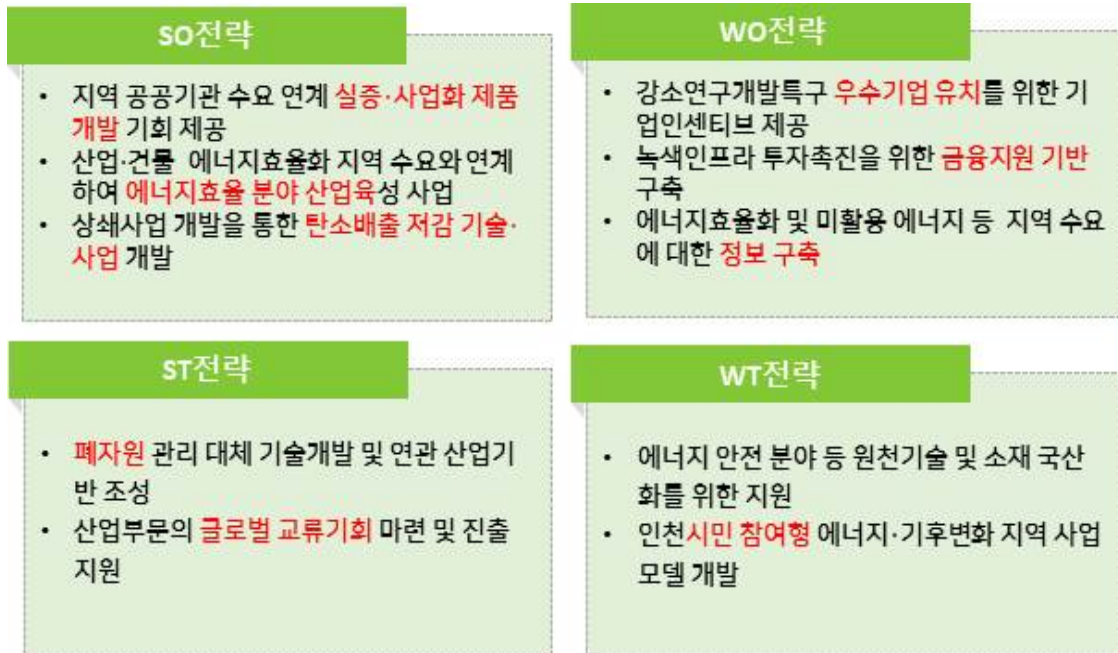 SO전략
• 지역 공공기관 수요 연계 실증·사업화 제품
개발 기회 제공
• 산업·건물 에너지효율화 지역 수요와 연계
하여 에너지효율 분야 산업육성 사업
• 상쇄사업 개발을 통한 탄소배출 저감 기술·
사업 개발
WO전략
• 강소연구개발특구 우수기업 유치를 위한 기
업인센티브 제공
• 녹색인프라 투자촉진을 위한 금융지원 기반
구축
• 에너지효율화 및 미활용 에너지 등 지역 수요
에 대한 정보 구축
ST전략
• 폐자원 관리 대체 기술개발 및 연관 산업기
반 조성
• 산업부문의 글로벌 교류기회 마련 및 진출
지원
WT전략
• 에너지 안전 분야 등 원천기술 및 소재 국산
화를 위한 지원
• 인천시민 참여형 에너지·기후변화 지역 사업
모델 개발